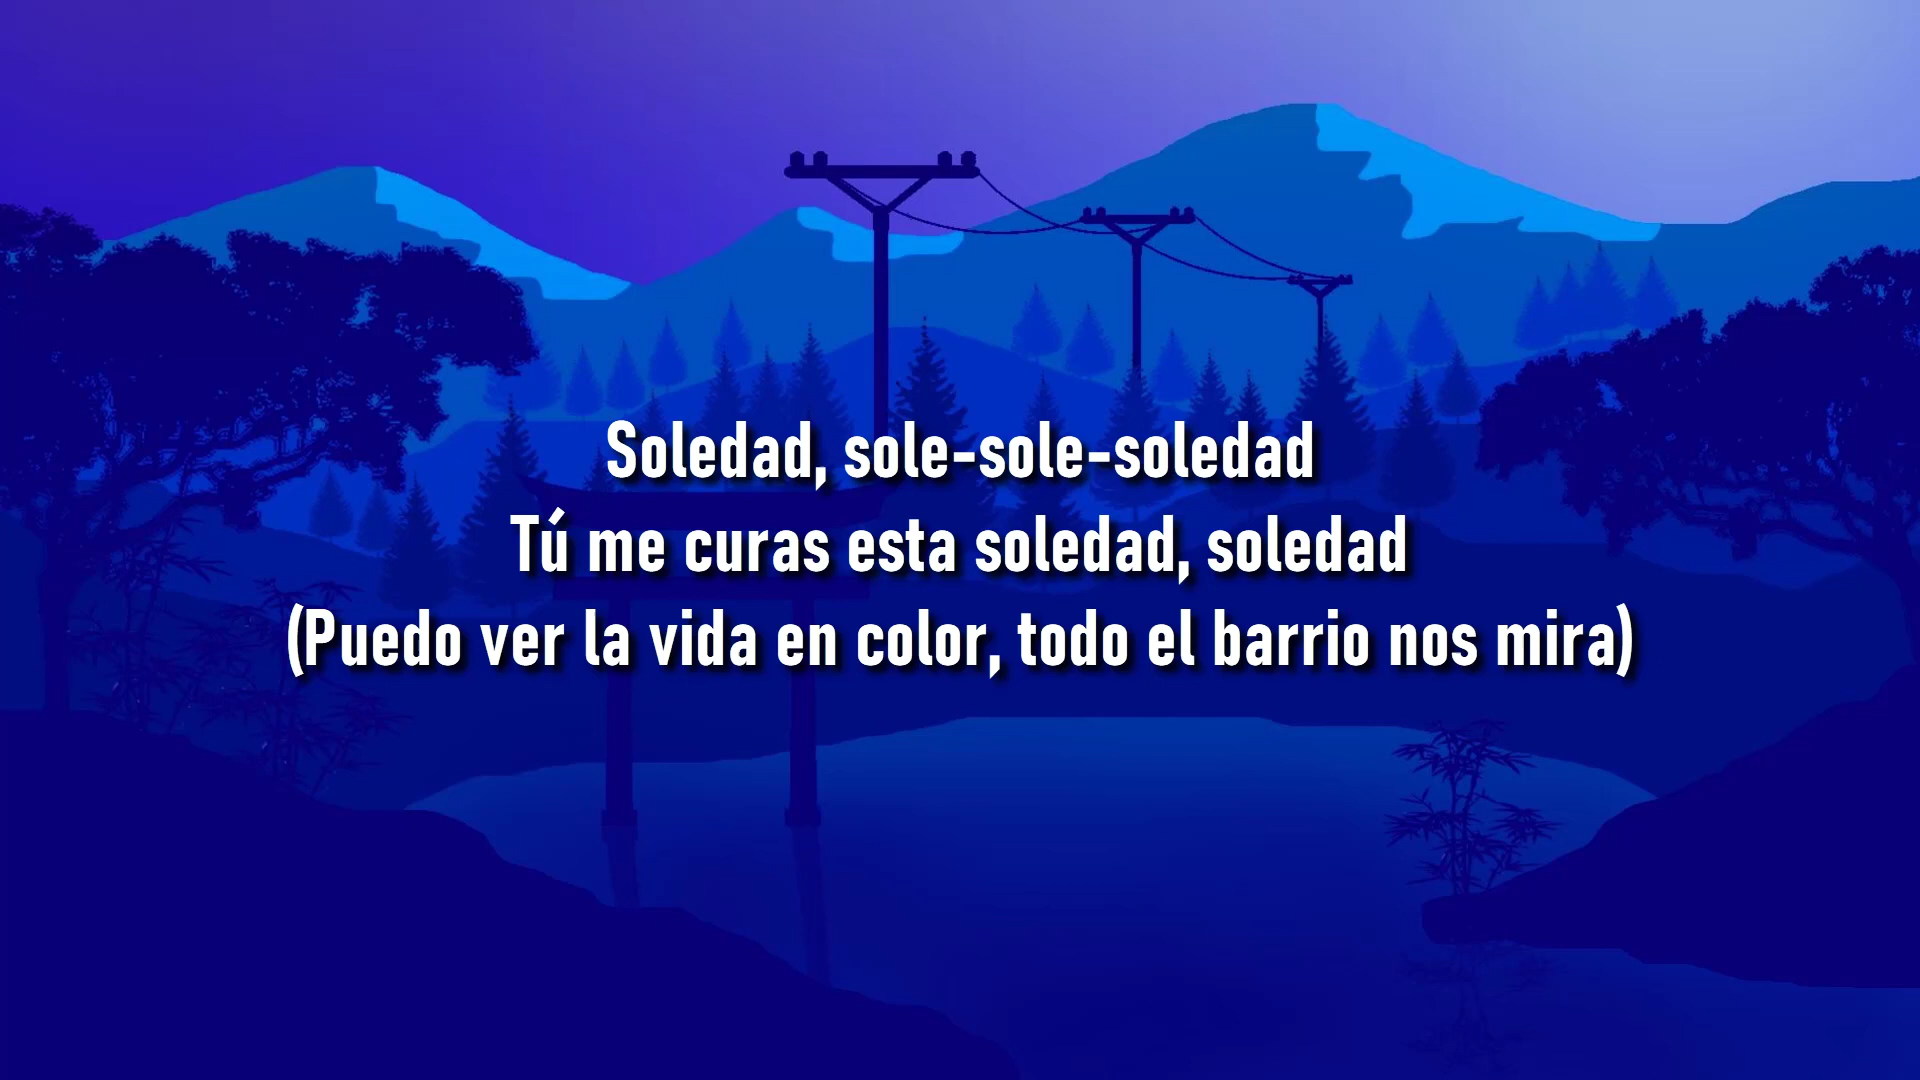 Soledad, sole-sole-soledad
Tú me curas esta soledad, soledad
(Puedo ver la vida en color, todo el barrio nos mira)